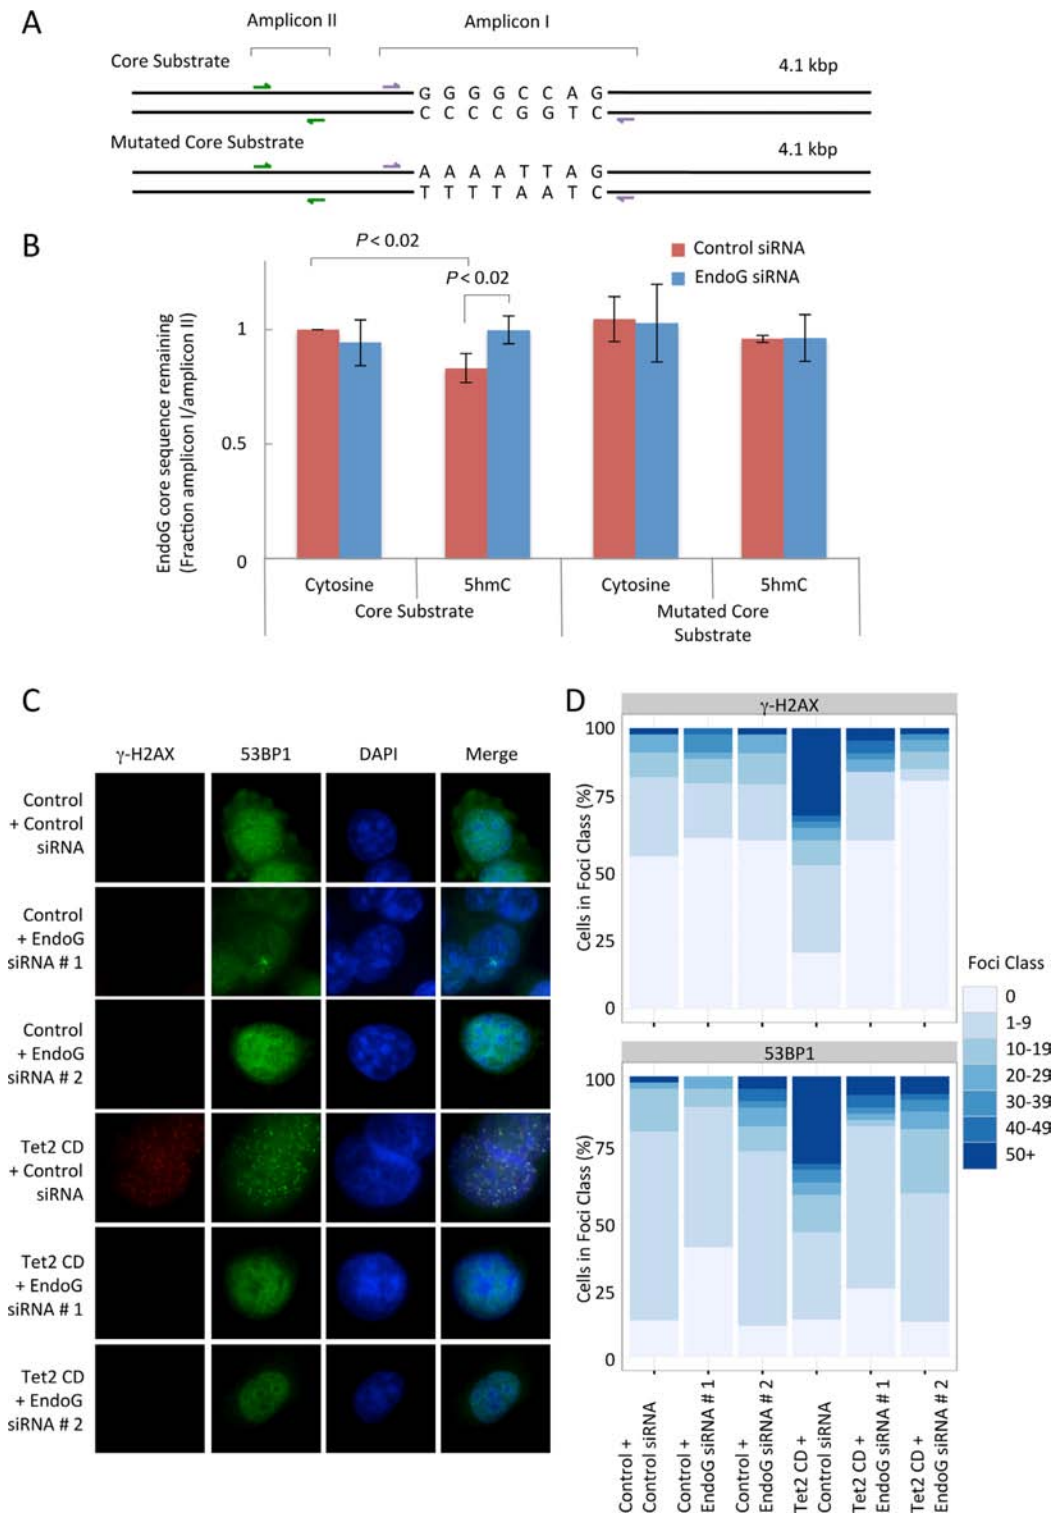 A
Amplicon II
Amplicon I
Core Substrate
4.1 kbp
G G G G C C A G
C C C C G G T C
Mutated Core Substrate
4.1 kbp
A A A A T T A G
T T T T A A T C
B
P < 0.02
P < 0.02
Control siRNA
EndoG siRNA
EndoG core sequence remaining
(Fraction amplicon I/amplicon II)
1
0.5
0
Cytosine
5hmC
Cytosine
5hmC
Core Substrate
Mutated Core
Substrate
C
γ-H2AX
53BP1
DAPI
Merge
Control
+ Control
siRNA
Control
+ EndoG
siRNA # 1
Control
+ EndoG
siRNA # 2
Tet2 CD
+ Control
siRNA
Tet2 CD
+ EndoG
siRNA # 1
Tet2 CD
+ EndoG
siRNA # 2
D
γ-H2AX
Cells in Foci Class (%)
100
75
50
25
0
53BP1
Cells in Foci Class (%)
100
75
50
25
0
Control +
Control siRNA
Control +
EndoG siRNA # 1
Control +
EndoG siRNA # 2
Tet2 CD +
Control siRNA
Tet2 CD +
EndoG siRNA # 1
Tet2 CD +
EndoG siRNA # 2
Foci Class
0
1-9
10-19
20-29
30-39
40-49
50+